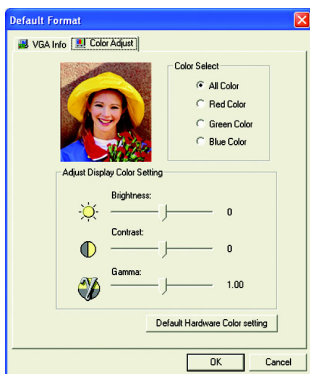 Default Format
VGA Info
Color Adjust
Color Select
All Color
Red Color
Green Color
Blue Color
Adjust Display Color Setting
Brightness:
0
Contrast:
0
Gamma:
1.00
Default Hardware Color setting
OK
Cancel